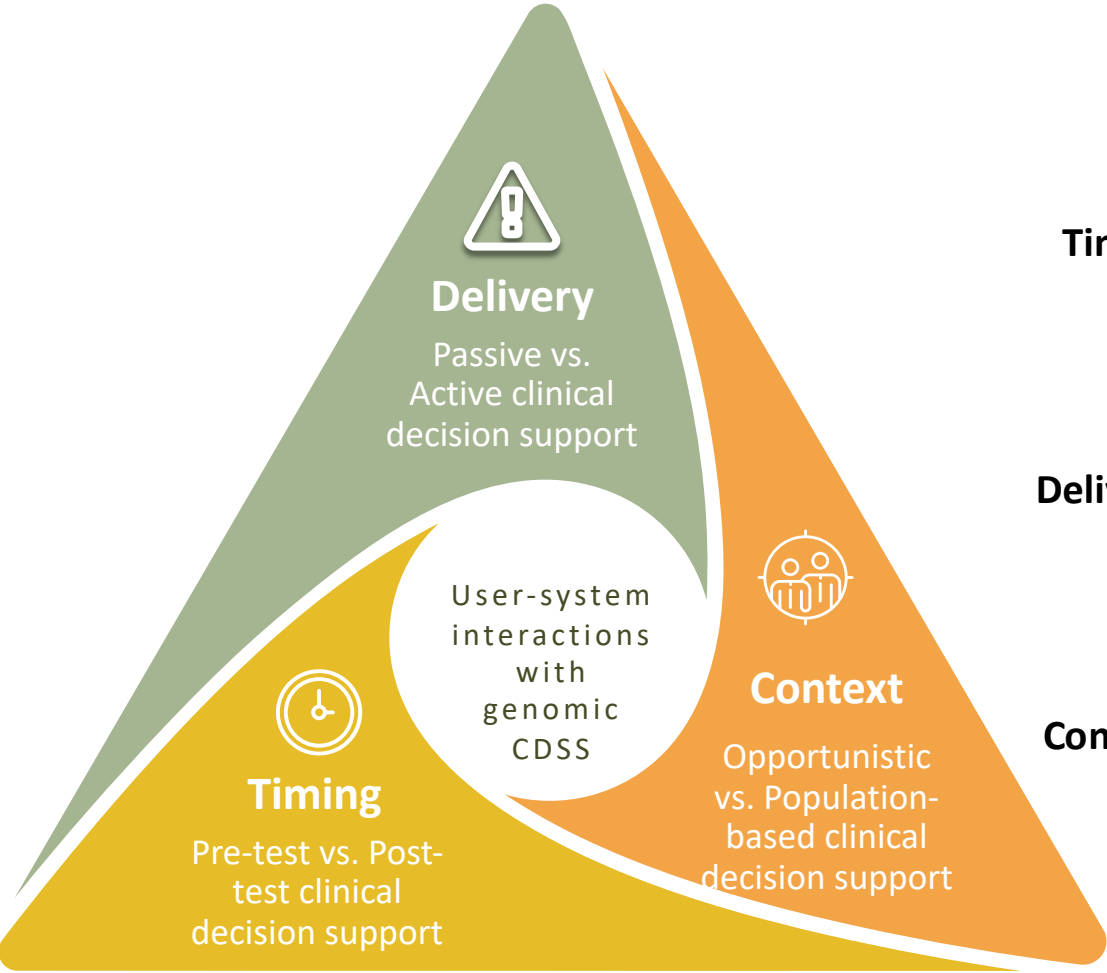 Delivery
Passive vs.
Active clinical
decision support
User-system
interactions
with
genomic
CDSS
Context
Opportunistic
vs. Population-
based clinical
decision support
Timing
Pre-test vs. Post-
test clinical
decision support